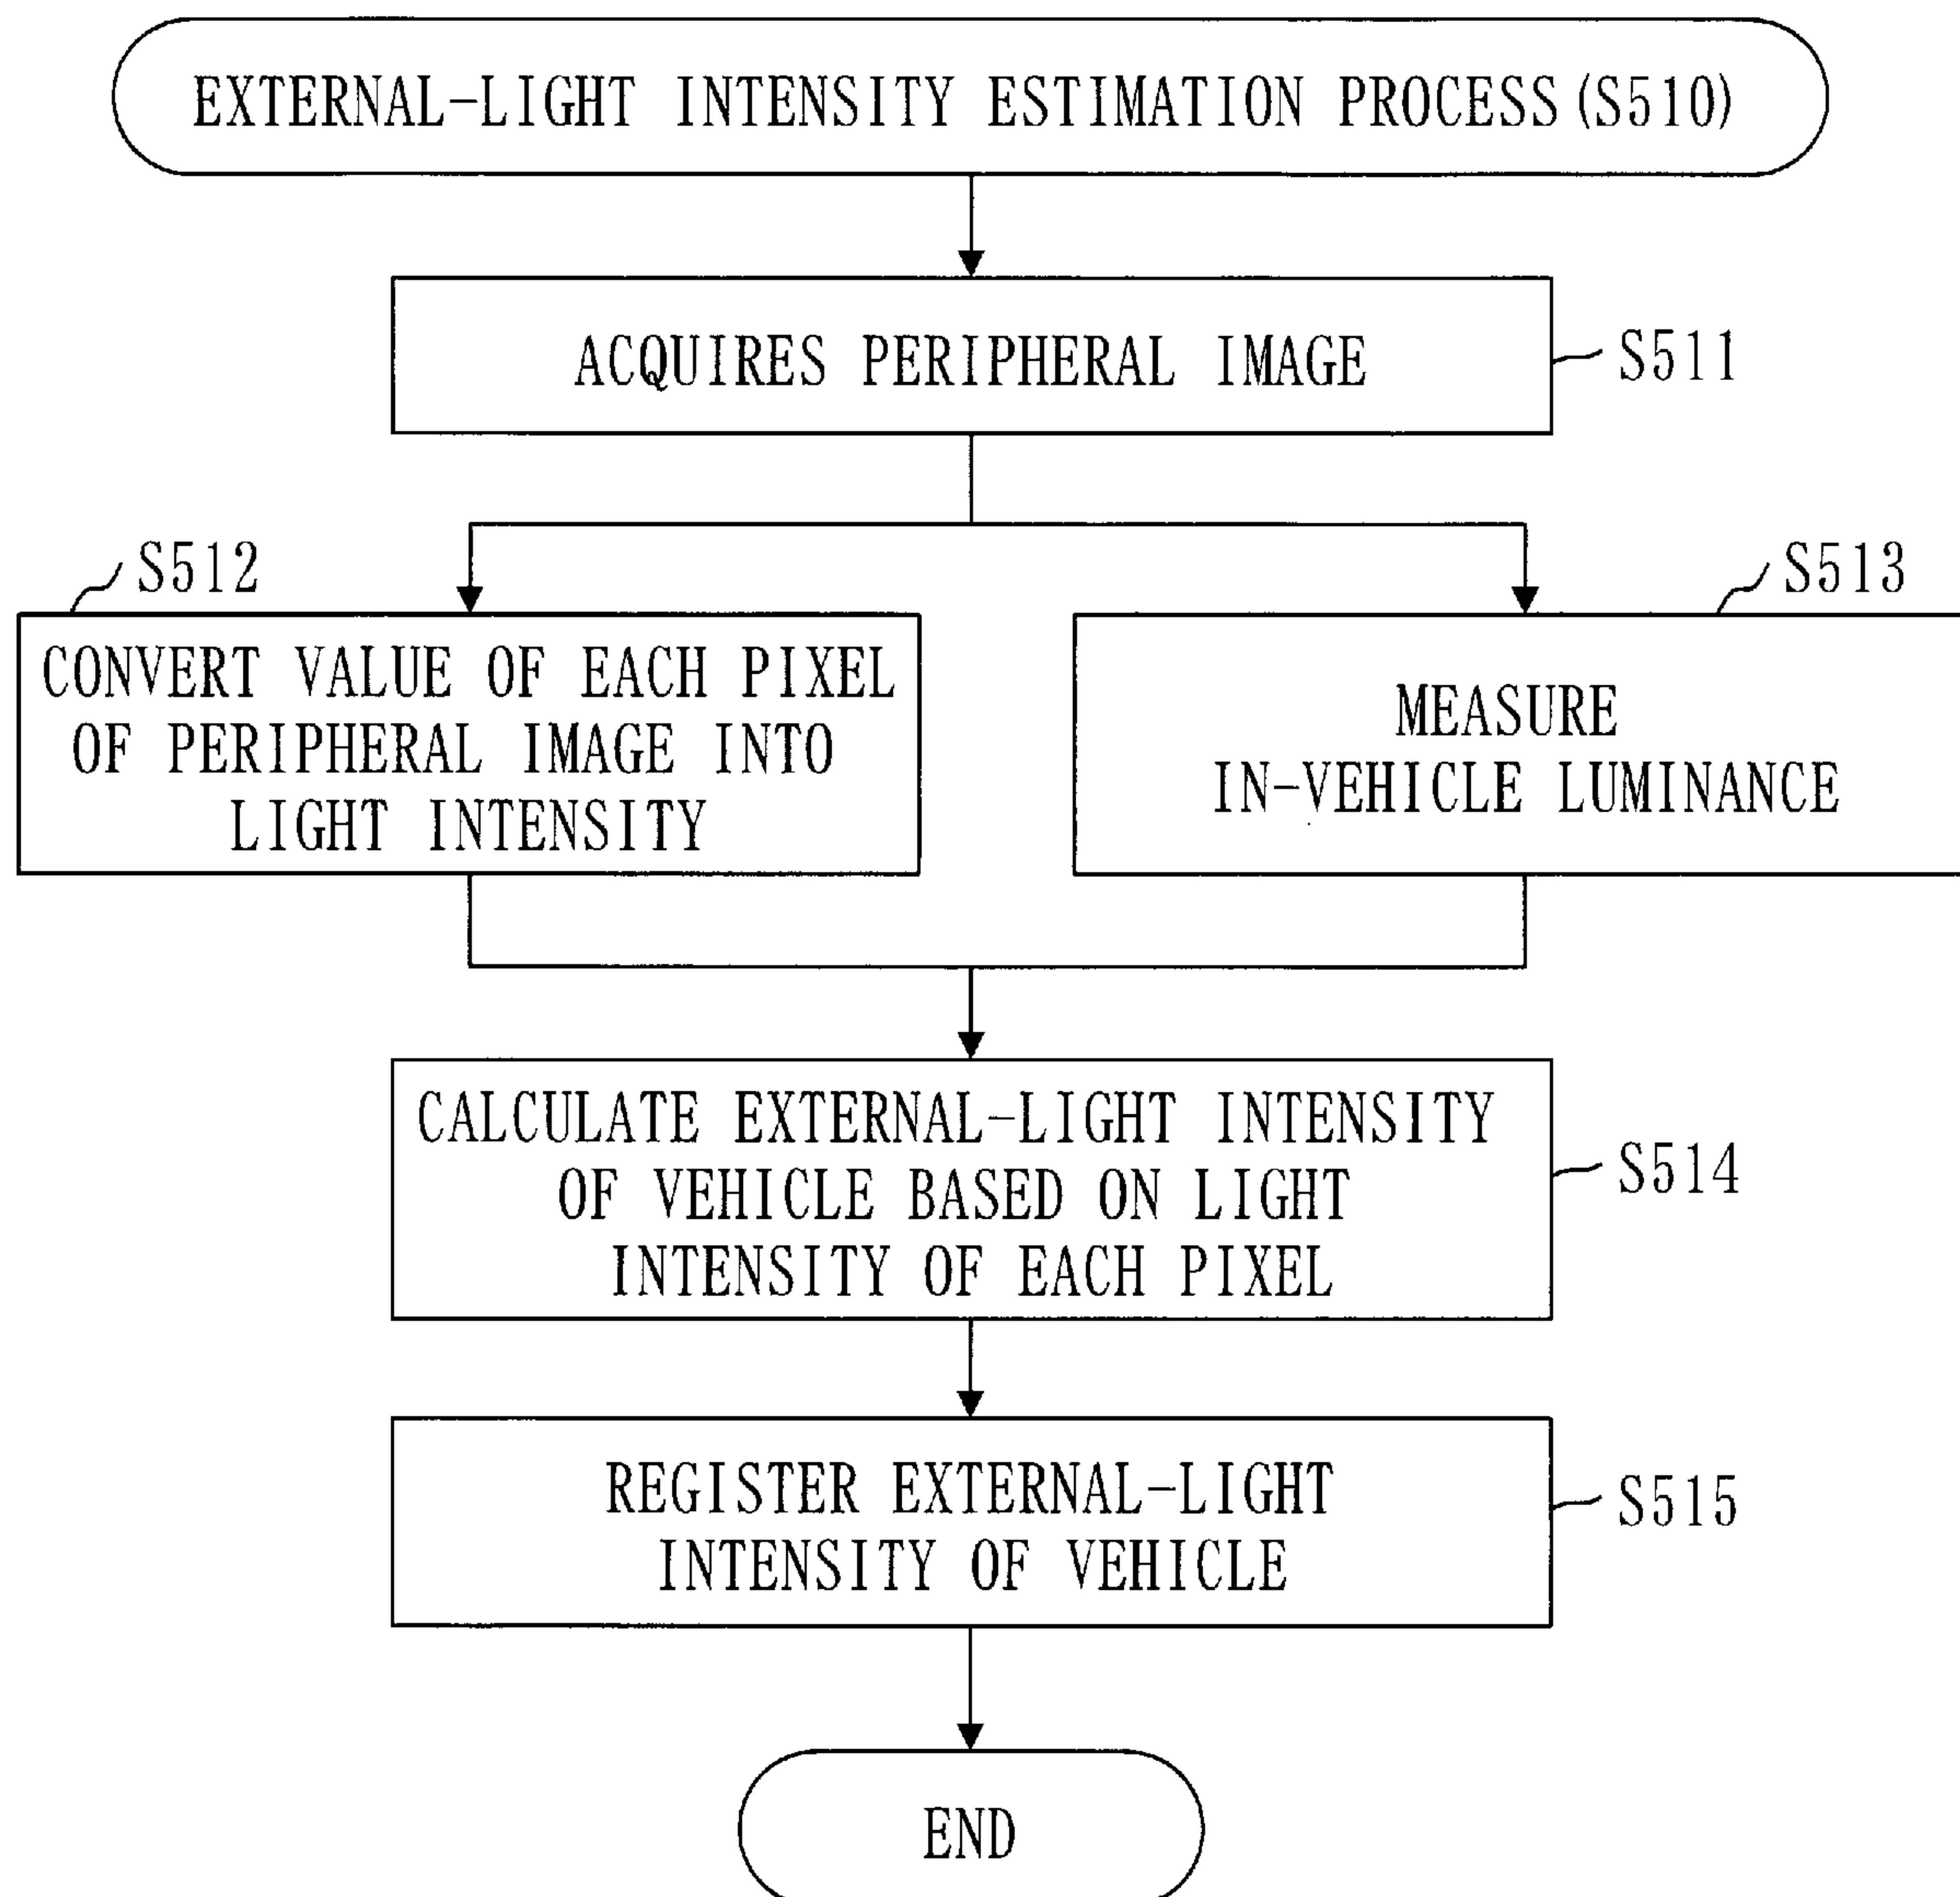 EXTERNAL-LIGHT INTENSITY ESTIMATION PROCESS(S510)
ACQUIRES PERIPHERAL IMAGE
S511
S512
CONVERT VALUE OF EACH PIXEL
OF PERIPHERAL IMAGE INTO
LIGHT INTENSITY
S513
MEASURE
IN-VEHICLE LUMINANCE
CALCULATE EXTERNAL-LIGHT INTENSITY
OF VEHICLE BASED ON LIGHT
INTENSITY OF EACH PIXEL
S514
REGISTER EXTERNAL-LIGHT
INTENSITY OF VEHICLE
S515
END